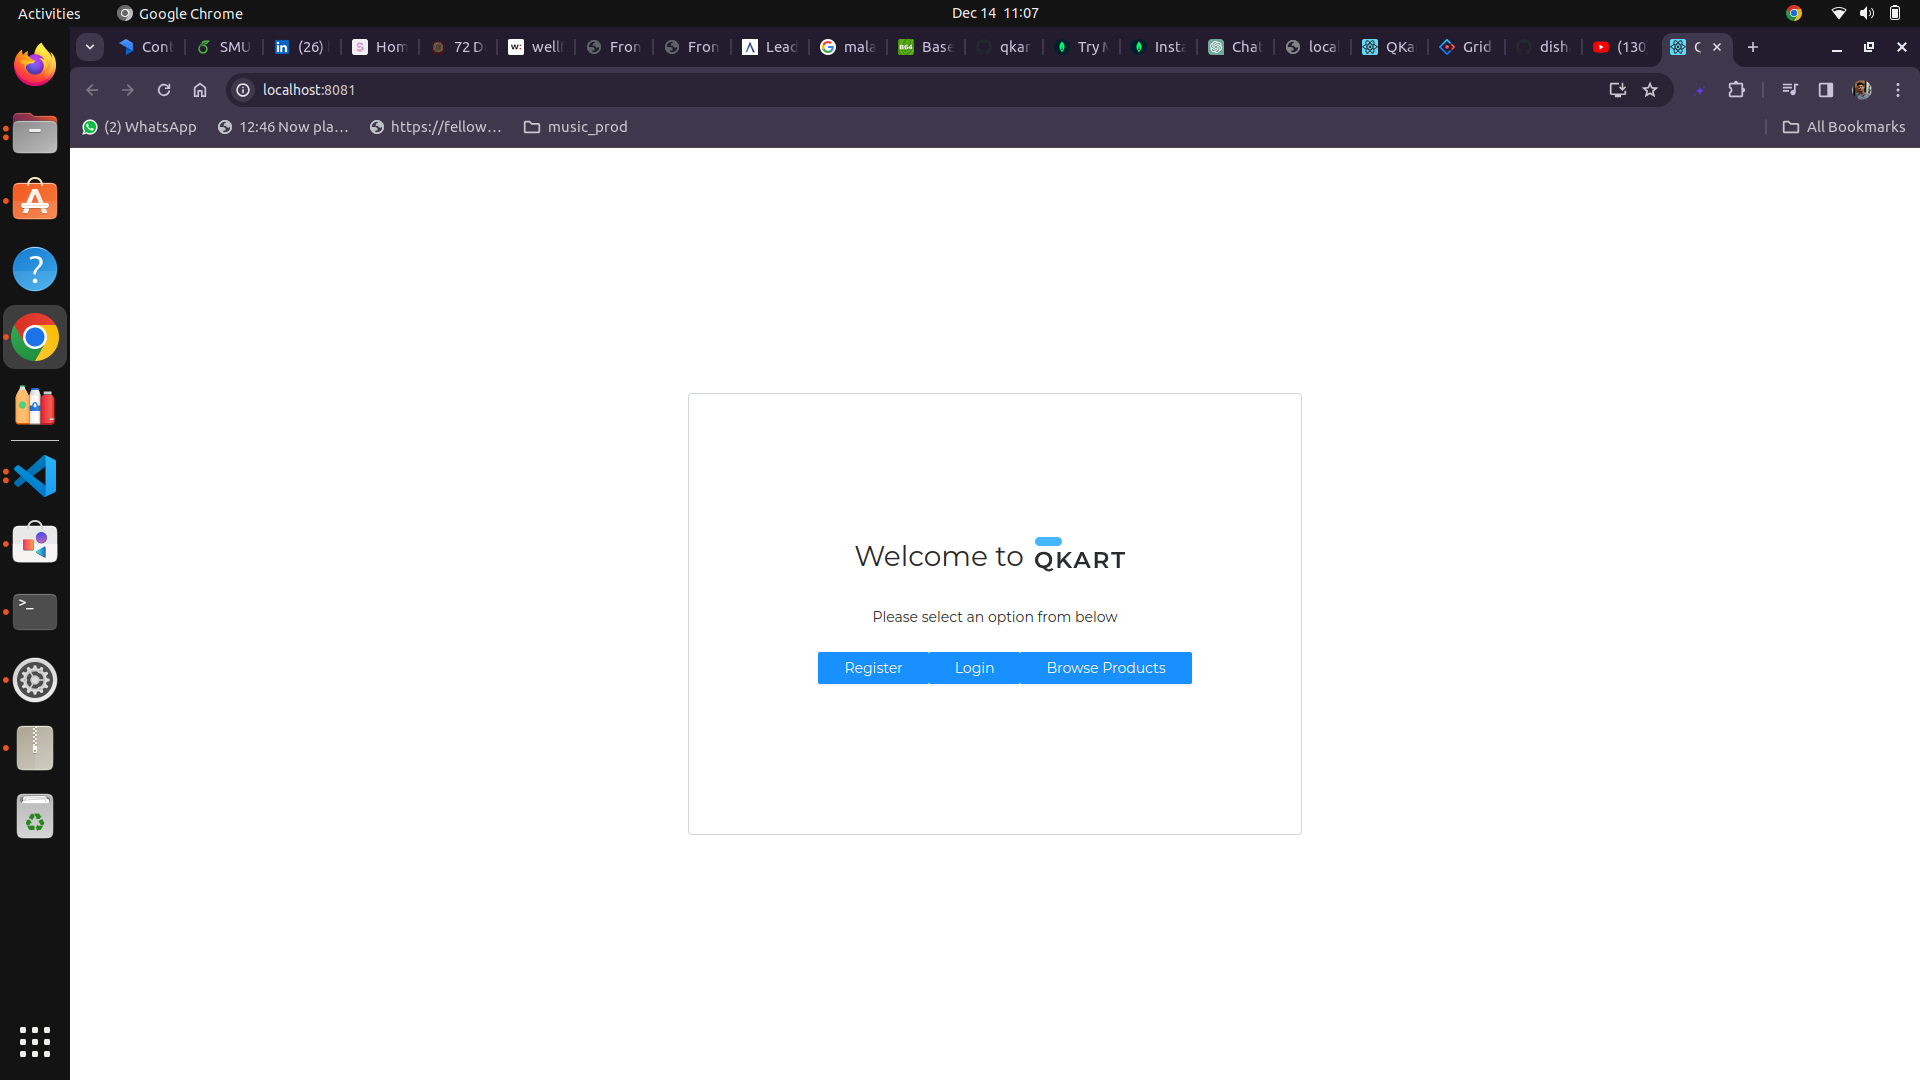 Activities Google Chrome Dec 14 11:07
Cont SMU (26) Hom 72 D well Fron Fron Lead mala Base qkar Try Insta Chat local QKa Grid dish (130
localhost:8081
(2) WhatsApp 12:46 Now pla... https://fellow... music_prod All Bookmarks
Welcome to QKART
Please select an option from below
Register Login Browse Products